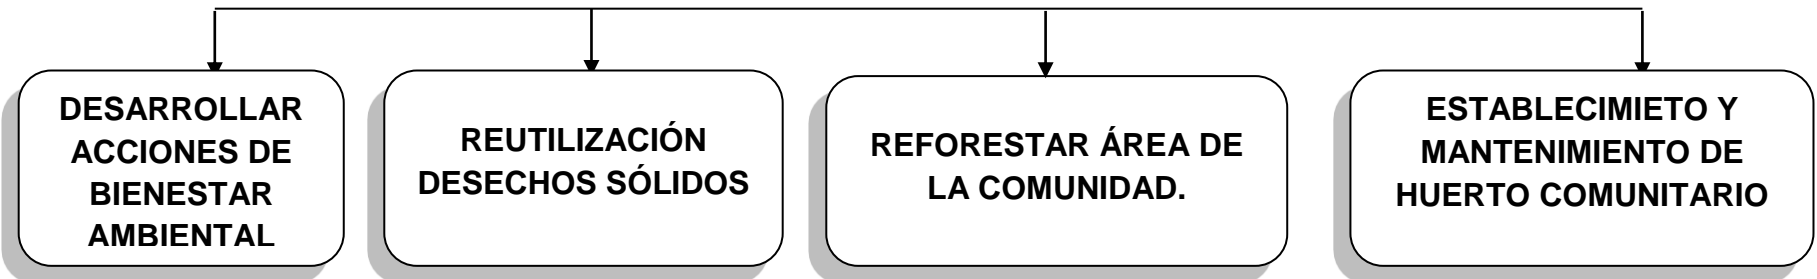 DESARROLLAR
ACCIONES DE
BIENESTAR
AMBIENTAL
REUTILIZACIÓN
DESECHOS SÓLIDOS
REFORESTAR ÁREA DE
LA COMUNIDAD.
ESTABLECIMIETO Y
MANTENIMIENTO DE
HUERTO COMUNITARIO